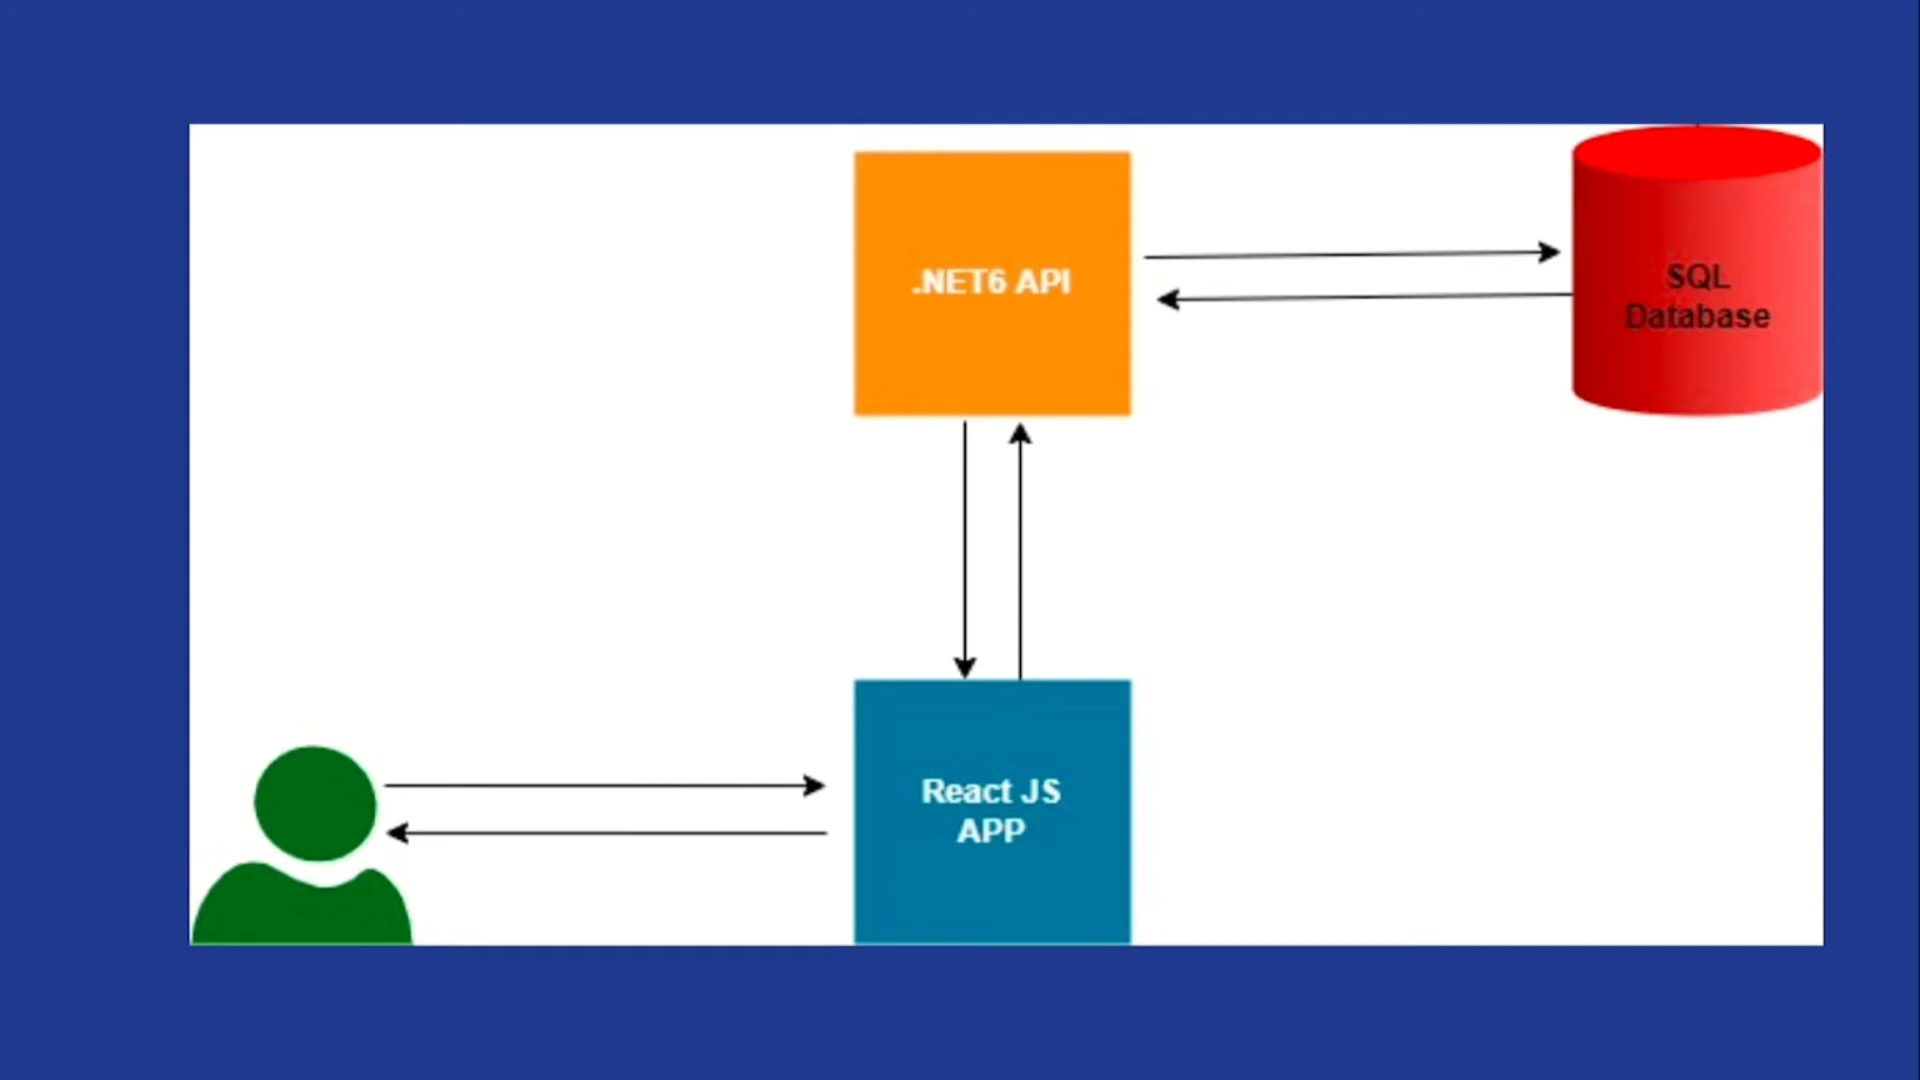 .NET6 API
SQL
Database
React JS
APP